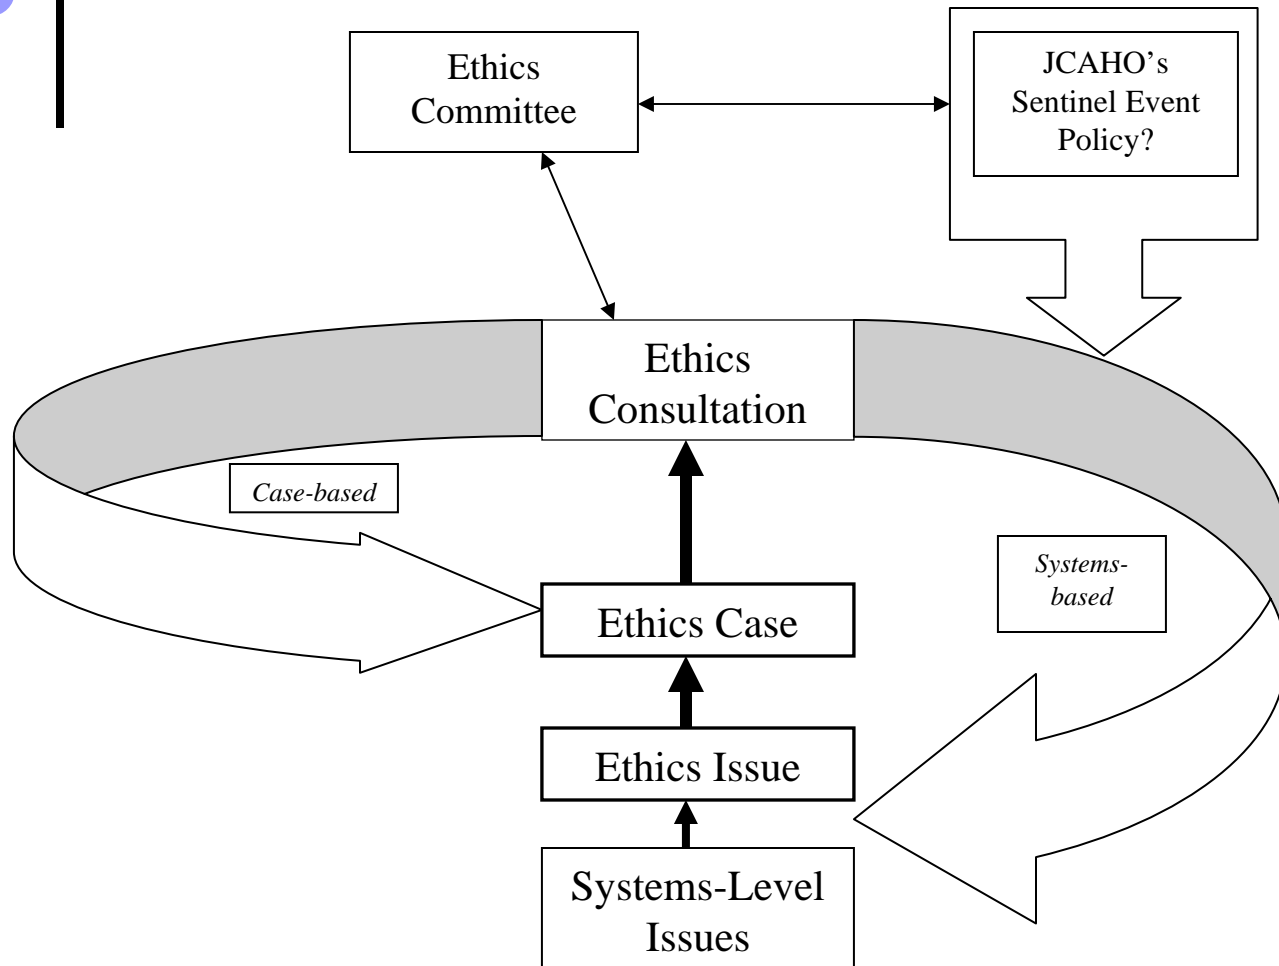 Ethics
Committee
JCAHO's
Sentinel Event
Policy?
Ethics
Consultation
Case-based
Systems-
based
Ethics Case
Ethics Issue
Systems-Level
Issues